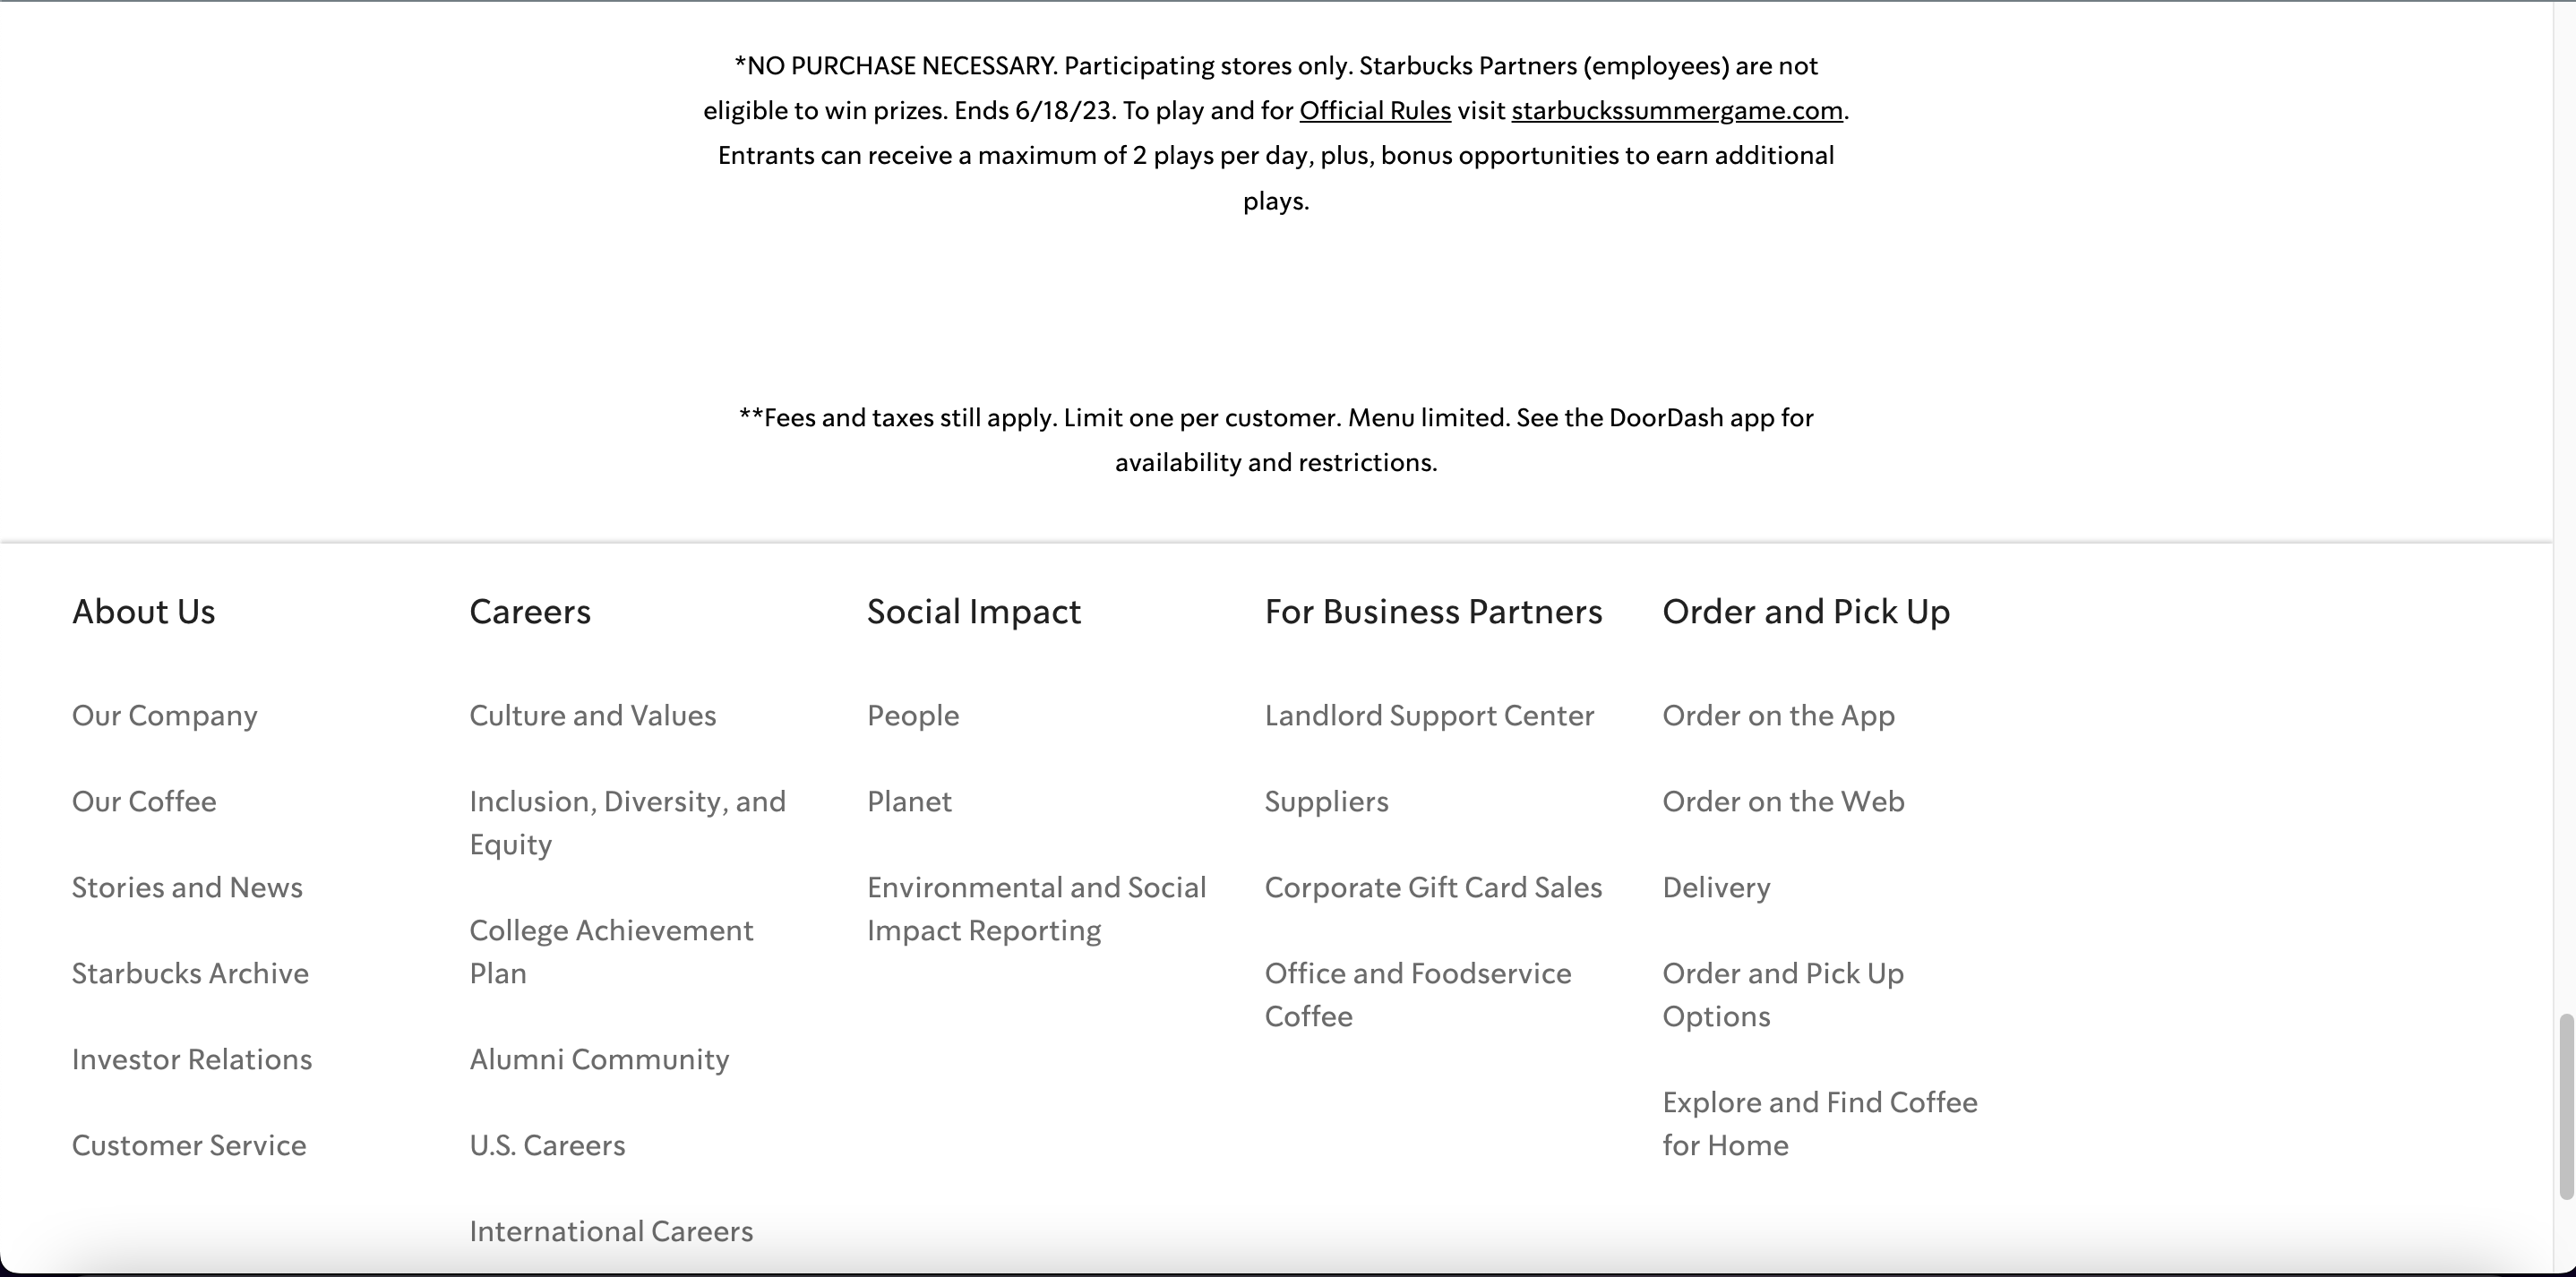 *NO PURCHASE NECESSARY. Participating stores only. Starbucks Partners (employees) are not
eligible to win prizes. Ends 6/18/23. To play and for Official Rules visit starbuckssummergame.com.
Entrants can receive a maximum of 2 plays per day, plus, bonus opportunities to earn additional
plays.
**Fees and taxes still apply. Limit one per customer. Menu limited. See the DoorDash app for
availability and restrictions.
About Us
Our Company
Our Coffee
Stories and News
Starbucks Archive
Investor Relations
Customer Service
Careers
Culture and Values
Inclusion, Diversity, and
Equity
College Achievement
Plan
Alumni Community
U.S. Careers
International Careers
Social Impact
People
Planet
Environmental and Social
Impact Reporting
For Business Partners
Landlord Support Center
Suppliers
Corporate Gift Card Sales
Office and Foodservice
Coffee
Order and Pick Up
Order on the App
Order on the Web
Delivery
Order and Pick Up
Options
Explore and Find Coffee
for Home